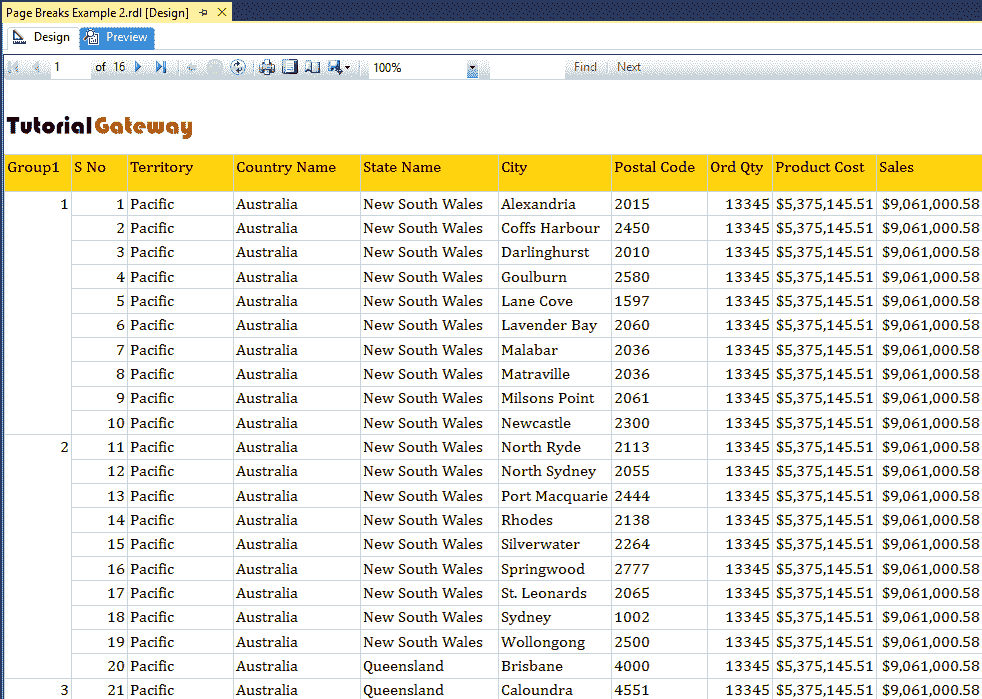 Page Breaks Example 2.rdl [Design]
Design Preview
1 of 16 100% Find Next
TutorialGateway
Group1 S No Territory Country Name State Name City Postal Code Ord Qty Product Cost Sales
1 1 Pacific Australia New South Wales Alexandria 2015 13345 $5,375,145.51 $9,061,000.58
2 Pacific Australia New South Wales Coffs Harbour 2450 13345 $5,375,145.51 $9,061,000.58
3 Pacific Australia New South Wales Darlinghurst 2010 13345 $5,375,145.51 $9,061,000.58
4 Pacific Australia New South Wales Goulburn 2580 13345 $5,375,145.51 $9,061,000.58
5 Pacific Australia New South Wales Lane Cove 1597 13345 $5,375,145.51 $9,061,000.58
6 Pacific Australia New South Wales Lavender Bay 2060 13345 $5,375,145.51 $9,061,000.58
7 Pacific Australia New South Wales Malabar 2036 13345 $5,375,145.51 $9,061,000.58
8 Pacific Australia New South Wales Matraville 2036 13345 $5,375,145.51 $9,061,000.58
9 Pacific Australia New South Wales Milsons Point 2061 13345 $5,375,145.51 $9,061,000.58
10 Pacific Australia New South Wales Newcastle 2300 13345 $5,375,145.51 $9,061,000.58
2 11 Pacific Australia New South Wales North Ryde 2113 13345 $5,375,145.51 $9,061,000.58
12 Pacific Australia New South Wales North Sydney 2055 13345 $5,375,145.51 $9,061,000.58
13 Pacific Australia New South Wales Port Macquarie 2444 13345 $5,375,145.51 $9,061,000.58
14 Pacific Australia New South Wales Rhodes 2138 13345 $5,375,145.51 $9,061,000.58
15 Pacific Australia New South Wales Silverwater 2264 13345 $5,375,145.51 $9,061,000.58
16 Pacific Australia New South Wales Springwood 2777 13345 $5,375,145.51 $9,061,000.58
17 Pacific Australia New South Wales St. Leonards 2065 13345 $5,375,145.51 $9,061,000.58
18 Pacific Australia New South Wales Sydney 1002 13345 $5,375,145.51 $9,061,000.58
19 Pacific Australia New South Wales Wollongong 2500 13345 $5,375,145.51 $9,061,000.58
20 Pacific Australia Queensland Brisbane 4000 13345 $5,375,145.51 $9,061,000.58
3 21 Pacific Australia Queensland Caloundra 4551 13345 $5,375,145.51 $9,061,000.58